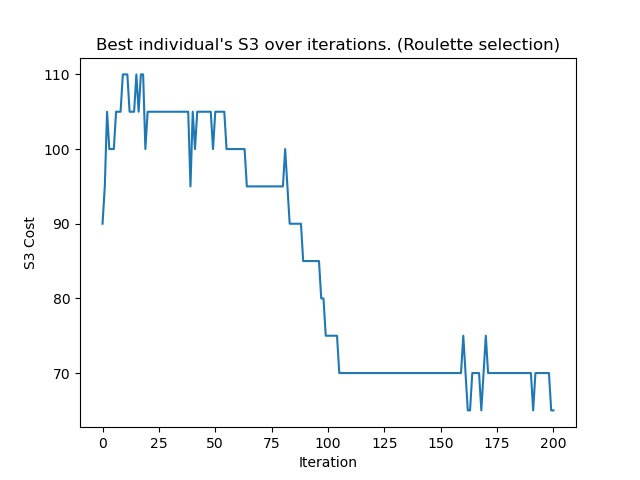 Best individual's S3 over iterations. (Roulette selection)
110
100
90
80
70
S3 Cost
0 25 50 75 100 125 150 175 200
Iteration